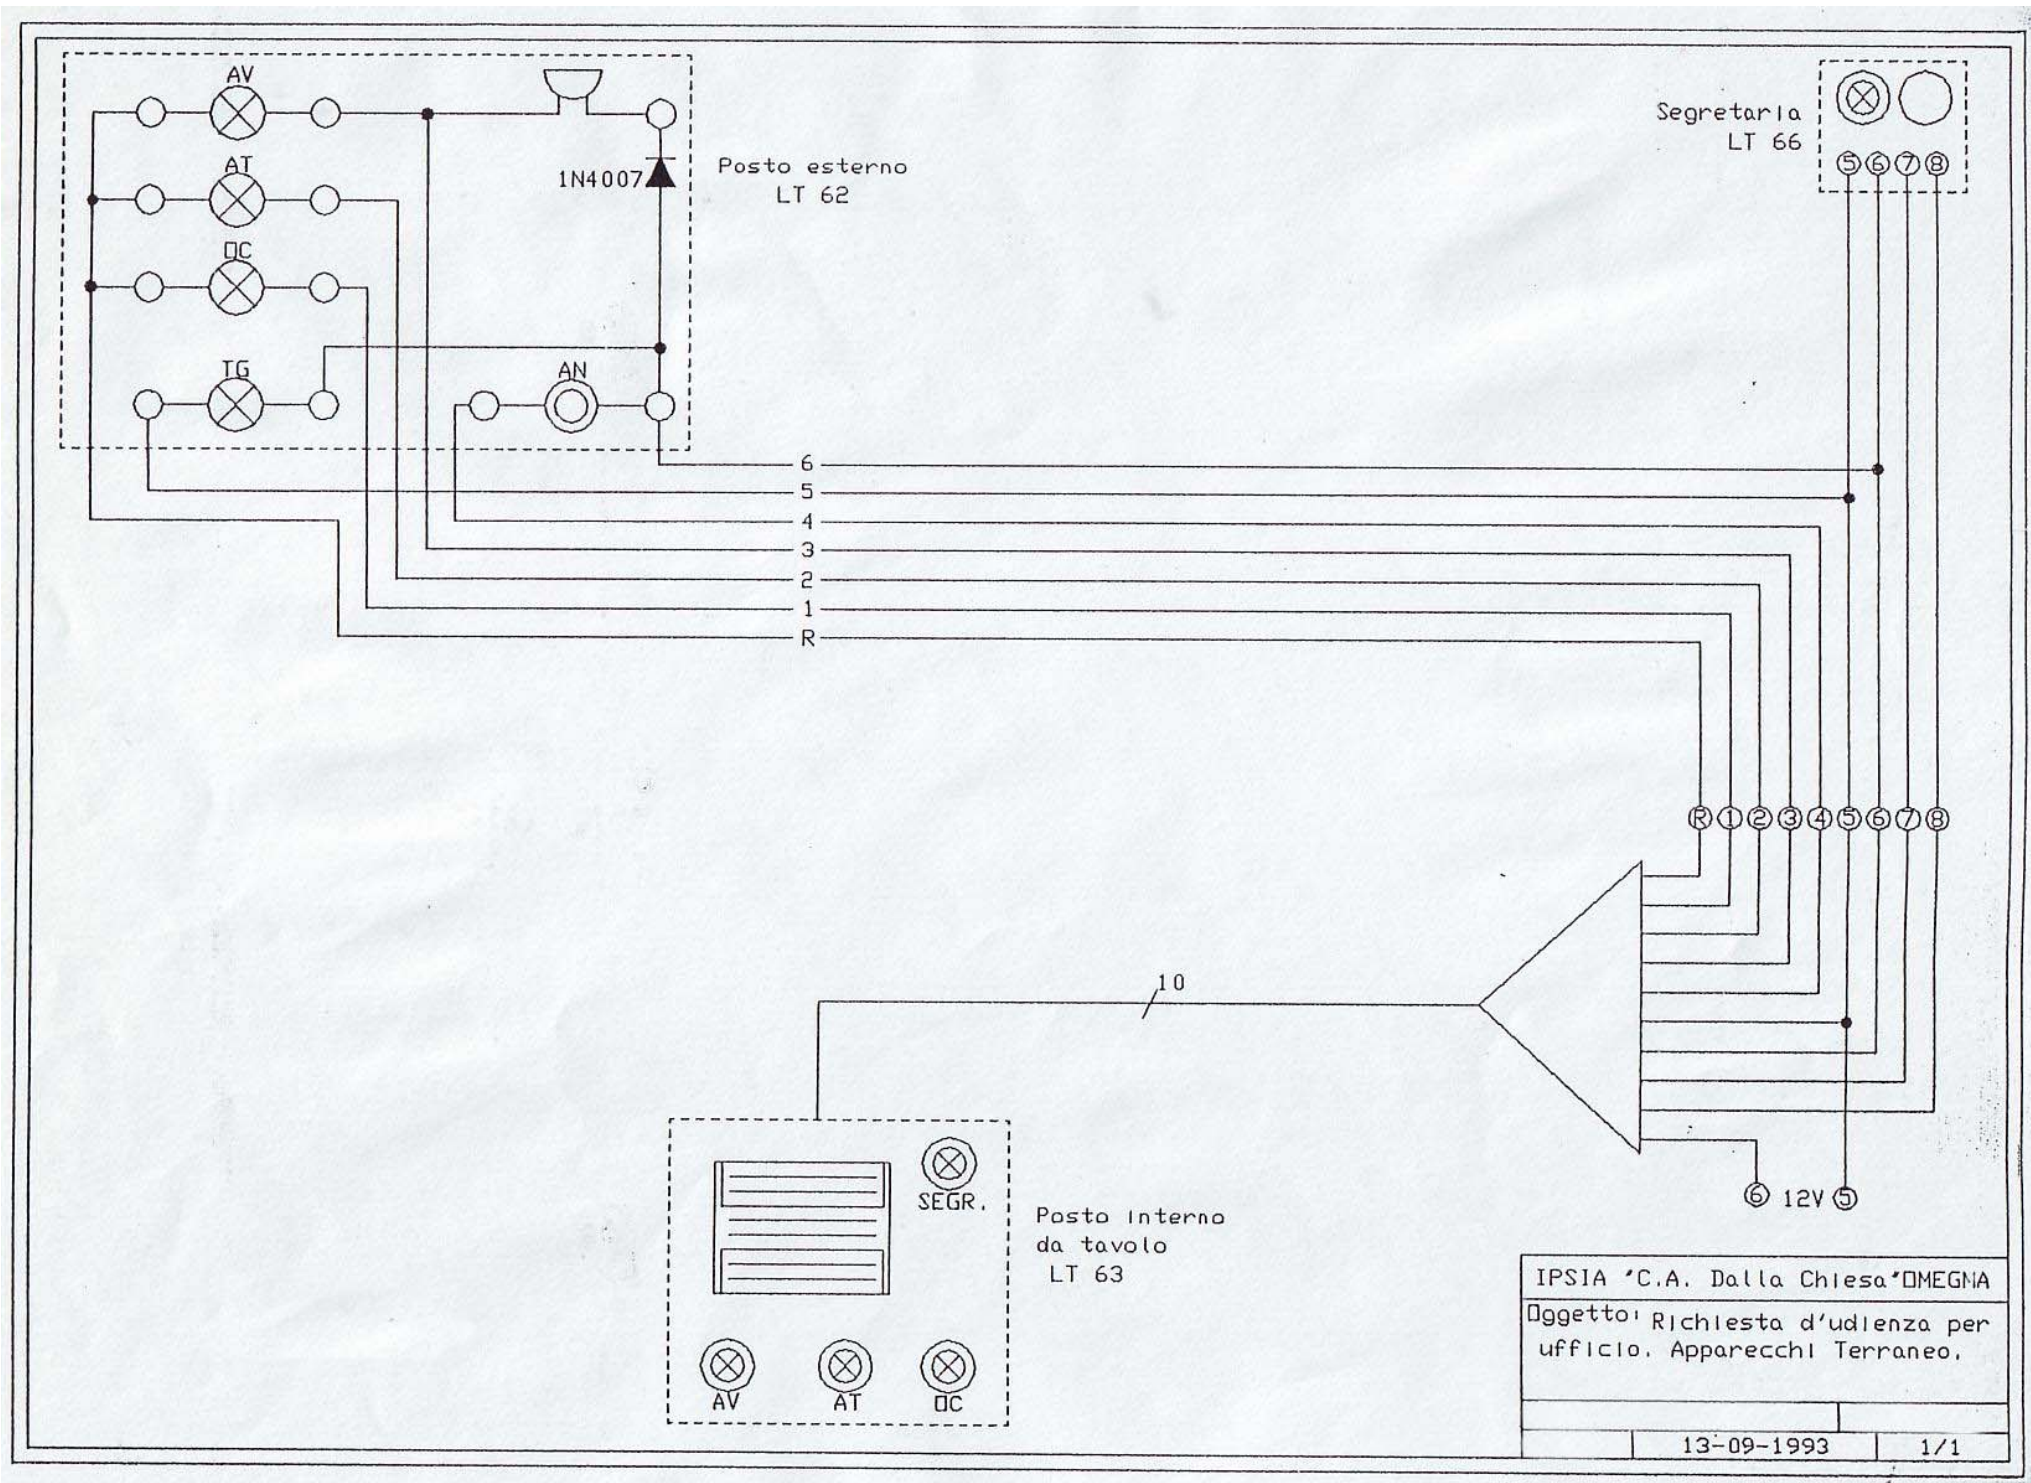 AV
AT
OC
TG
1N4007
AN
Posto esterno
LT 62
Segretaria
LT 66
5 6 7 8
6
5
4
3
2
1
R
R 1 2 3 4 5 6 7 8
10
6 12V 5
SEGR.
AV AT OC
Posto interno
da tavolo
LT 63
IPSIA "C.A. Dalla Chiesa" OMEGNA
Oggetto: Richiesta d'udienza per
ufficio. Apparecchi Terraneo.
13-09-1993 1/1